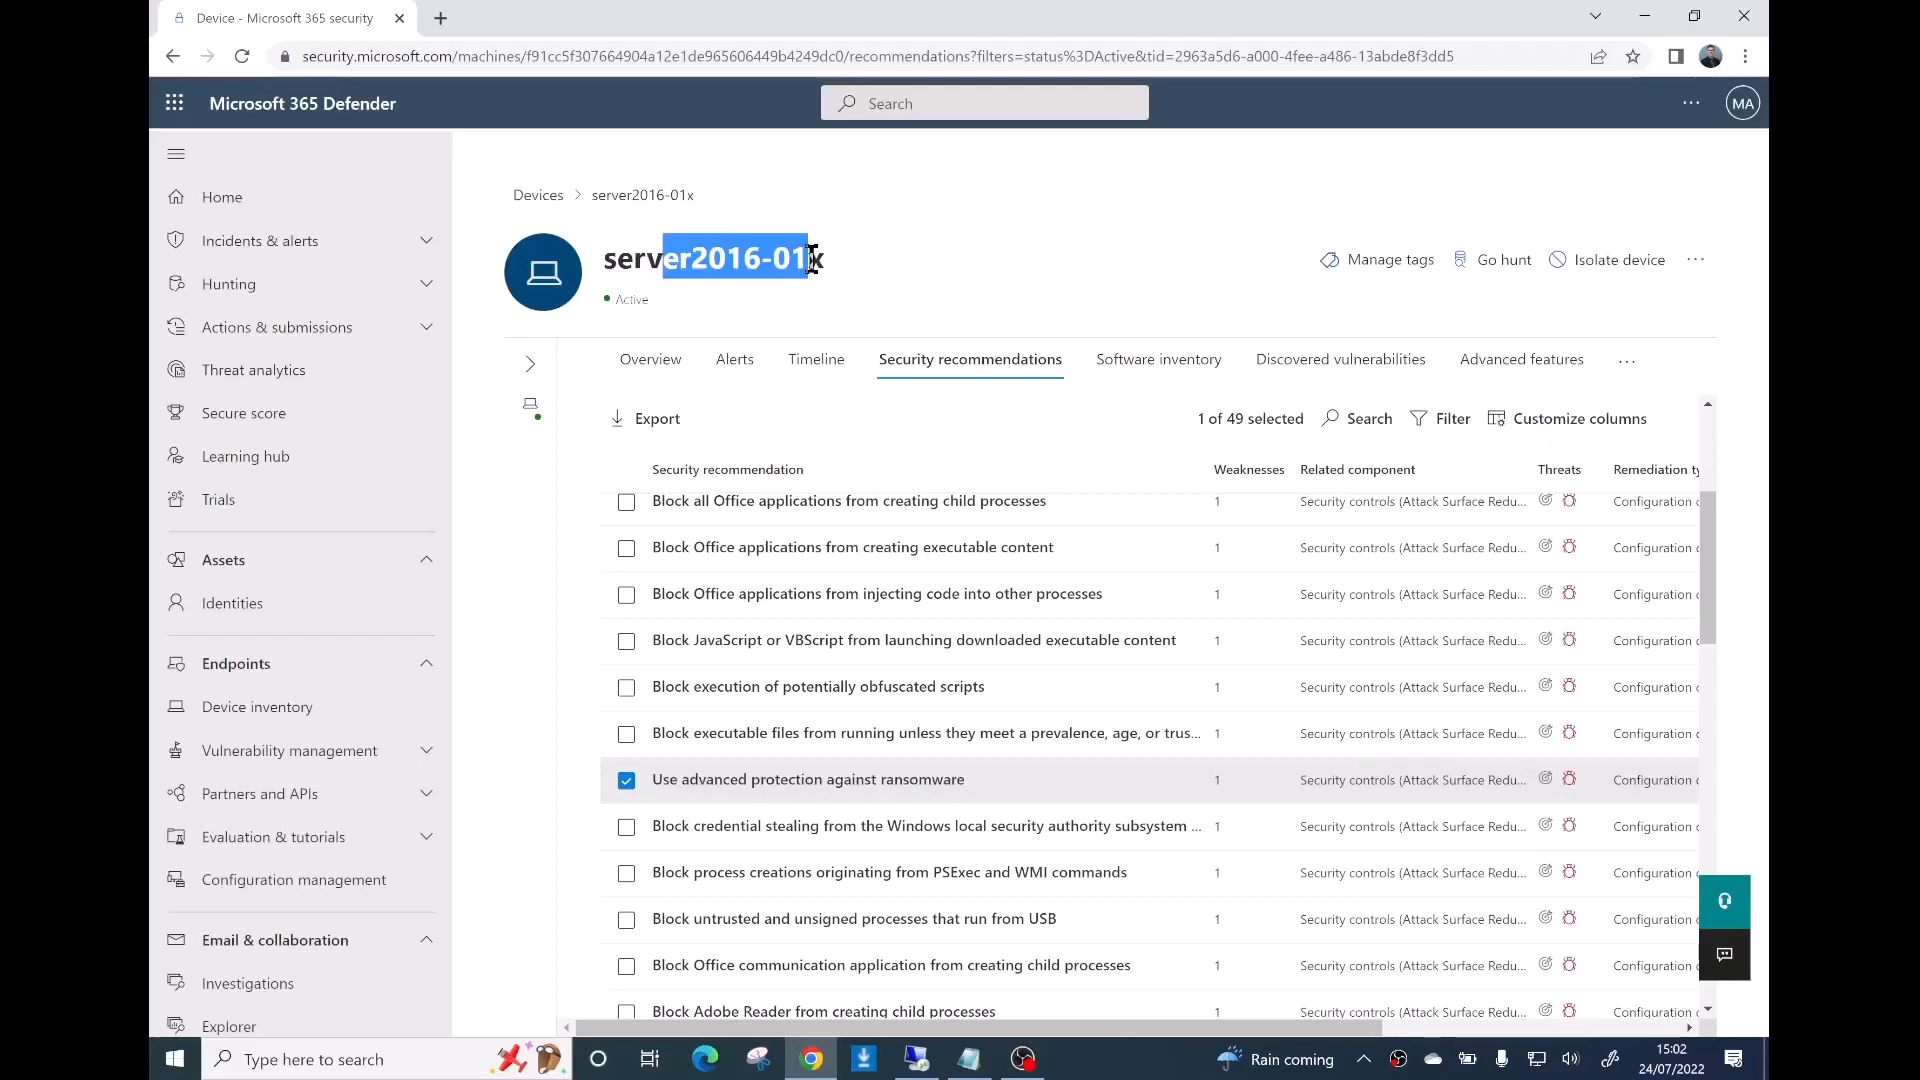 Device - Microsoft 365 security
security.microsoft.com/machines/f91cc5f307664904a12e1de965606449b4249dc0/recommendations?filters=status%3DActive&tid=2963a5d6-a000-4fee-a486-13abde8f3dd5
Microsoft 365 Defender
Search
MA
Home
Incidents & alerts
Hunting
Actions & submissions
Threat analytics
Secure score
Learning hub
Trials
Assets
Identities
Endpoints
Device inventory
Vulnerability management
Partners and APIs
Evaluation & tutorials
Configuration management
Email & collaboration
Investigations
Explorer
Devices > server2016-01x
server2016-01x
Active
Manage tags Go hunt Isolate device
Overview Alerts Timeline Security recommendations Software inventory Discovered vulnerabilities Advanced features
Export 1 of 49 selected Search Filter Customize columns
Security recommendation Weaknesses Related component Threats Remediation ty
Block all Office applications from creating child processes 1 Security controls (Attack Surface Redu... Configuration c
Block Office applications from creating executable content 1 Security controls (Attack Surface Redu... Configuration c
Block Office applications from injecting code into other processes 1 Security controls (Attack Surface Redu... Configuration c
Block JavaScript or VBScript from launching downloaded executable content 1 Security controls (Attack Surface Redu... Configuration c
Block execution of potentially obfuscated scripts 1 Security controls (Attack Surface Redu... Configuration c
Block executable files from running unless they meet a prevalence, age, or trus... 1 Security controls (Attack Surface Redu... Configuration c
Use advanced protection against ransomware 1 Security controls (Attack Surface Redu... Configuration c
Block credential stealing from the Windows local security authority subsystem ... 1 Security controls (Attack Surface Redu... Configuration c
Block process creations originating from PSExec and WMI commands 1 Security controls (Attack Surface Redu... Configuration c
Block untrusted and unsigned processes that run from USB 1 Security controls (Attack Surface Redu... Configuration c
Block Office communication application from creating child processes 1 Security controls (Attack Surface Redu... Configuration c
Block Adobe Reader from creating child processes 1 Security controls (Attack Surface Redu... Configuration c
Type here to search
Rain coming
15:02
24/07/2022